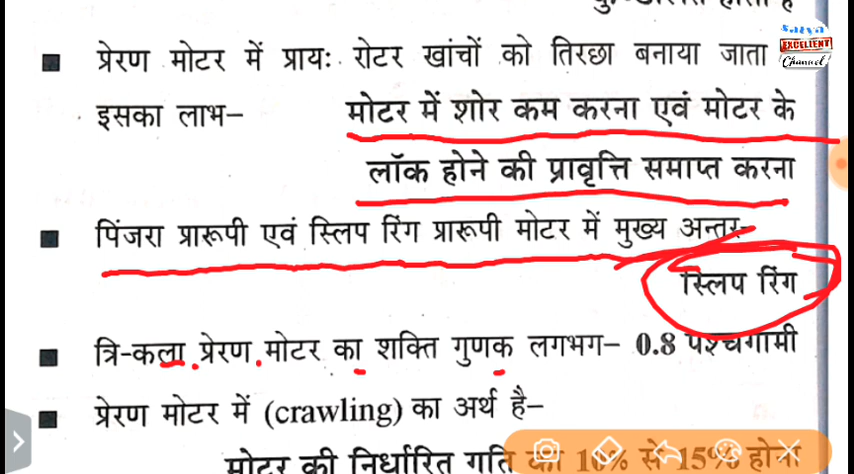 Satya
EXCELLENT
Channel
■ प्रेरण मोटर में प्रायः रोटर खांचों को तिरछा बनाया जाता
इसका लाभ–
मोटर में शोर कम करना एवं मोटर के
लॉक होने की प्रावृत्ति समाप्त करना
■ पिंजरा प्रारूपी एवं स्लिप रिंग प्रारूपी मोटर में मुख्य अन्तर–
स्लिप रिंग
■ त्रि-कला प्रेरण मोटर का शक्ति गुणक लगभग– 0.8 पश्चगामी
■ प्रेरण मोटर में (crawling) का अर्थ है–
मोटर की निर्धारित गति का 10% से 15% होना